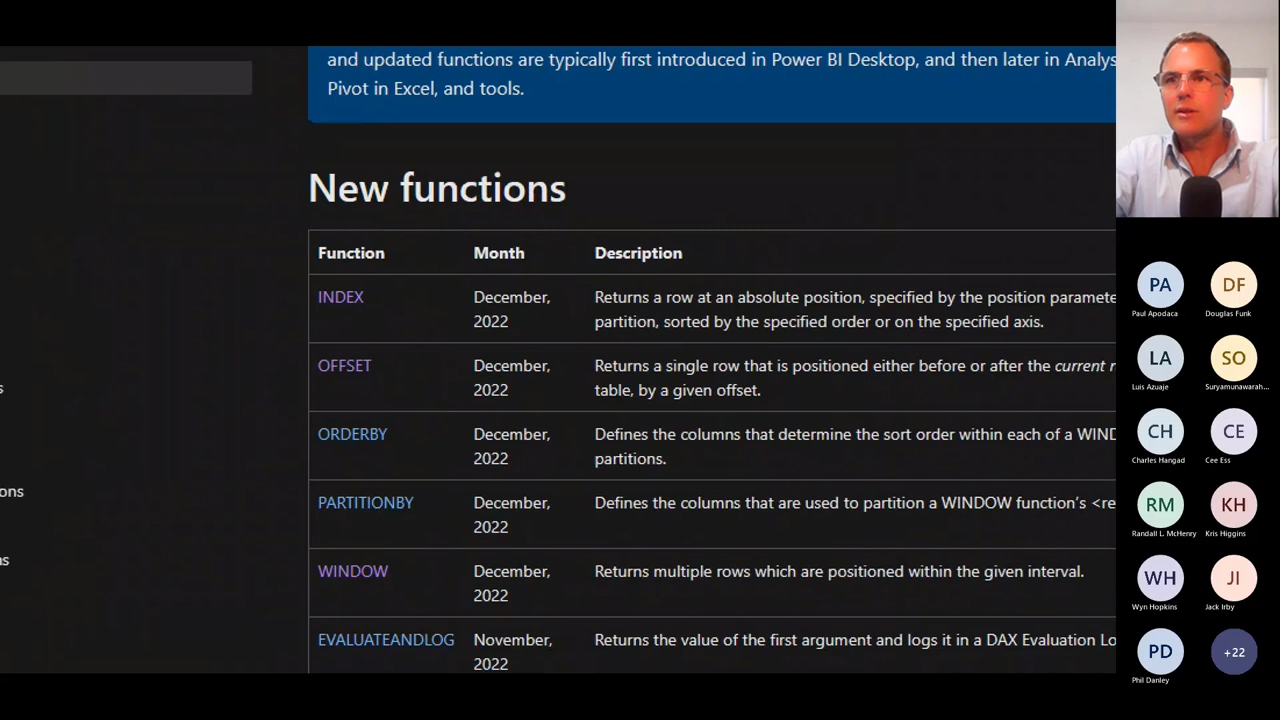 and updated functions are typically first introduced in Power BI Desktop, and then later in Analys
Pivot in Excel, and tools.
New functions
Function Month Description
INDEX December, 2022 Returns a row at an absolute position, specified by the position paramete
partition, sorted by the specified order or on the specified axis.
OFFSET December, 2022 Returns a single row that is positioned either before or after the current r
table, by a given offset.
ORDERBY December, 2022 Defines the columns that determine the sort order within each of a WIND
partitions.
PARTITIONBY December, 2022 Defines the columns that are used to partition a WINDOW function's <re
WINDOW December, 2022 Returns multiple rows which are positioned within the given interval.
EVALUATEANDLOG November, 2022 Returns the value of the first argument and logs it in a DAX Evaluation Lo
s
ons
ns
PA DF
Paul Apodaca Douglas Funk
LA SO
Luis Azuaje Suryamunawarah...
CH CE
Charles Hangad Cee Ess
RM KH
Randall L. McHenry Kris Higgins
WH JI
Wyn Hopkins Jack Irby
PD +22
Phil Danley